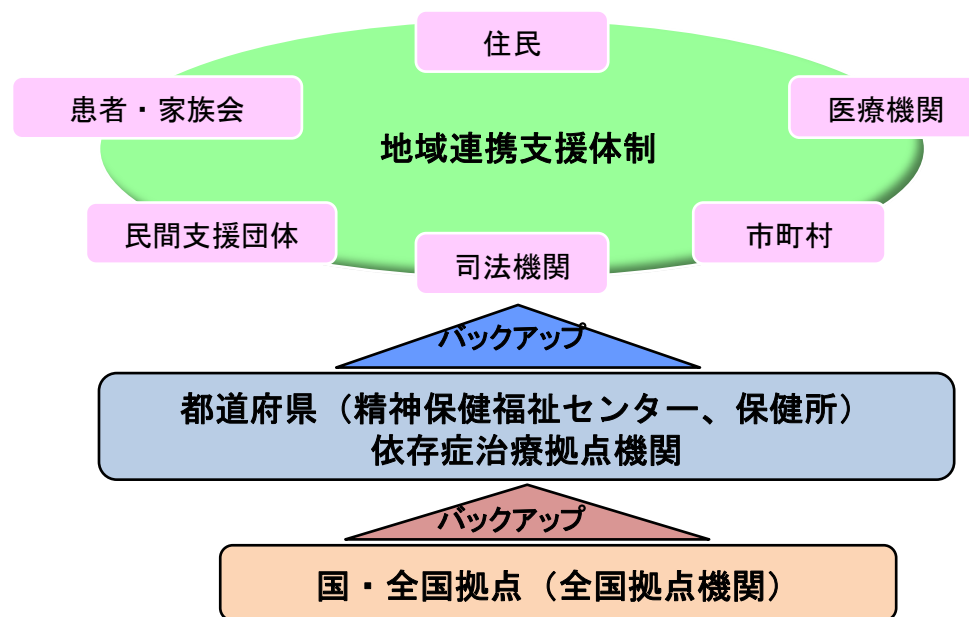 住民
患者・家族会
医療機関
地域連携支援体制
民間支援団体
市町村
司法機関
バックアップ
都道府県（精神保健福祉センター、保健所）
依存症治療拠点機関
バックアップ
国・全国拠点（全国拠点機関）